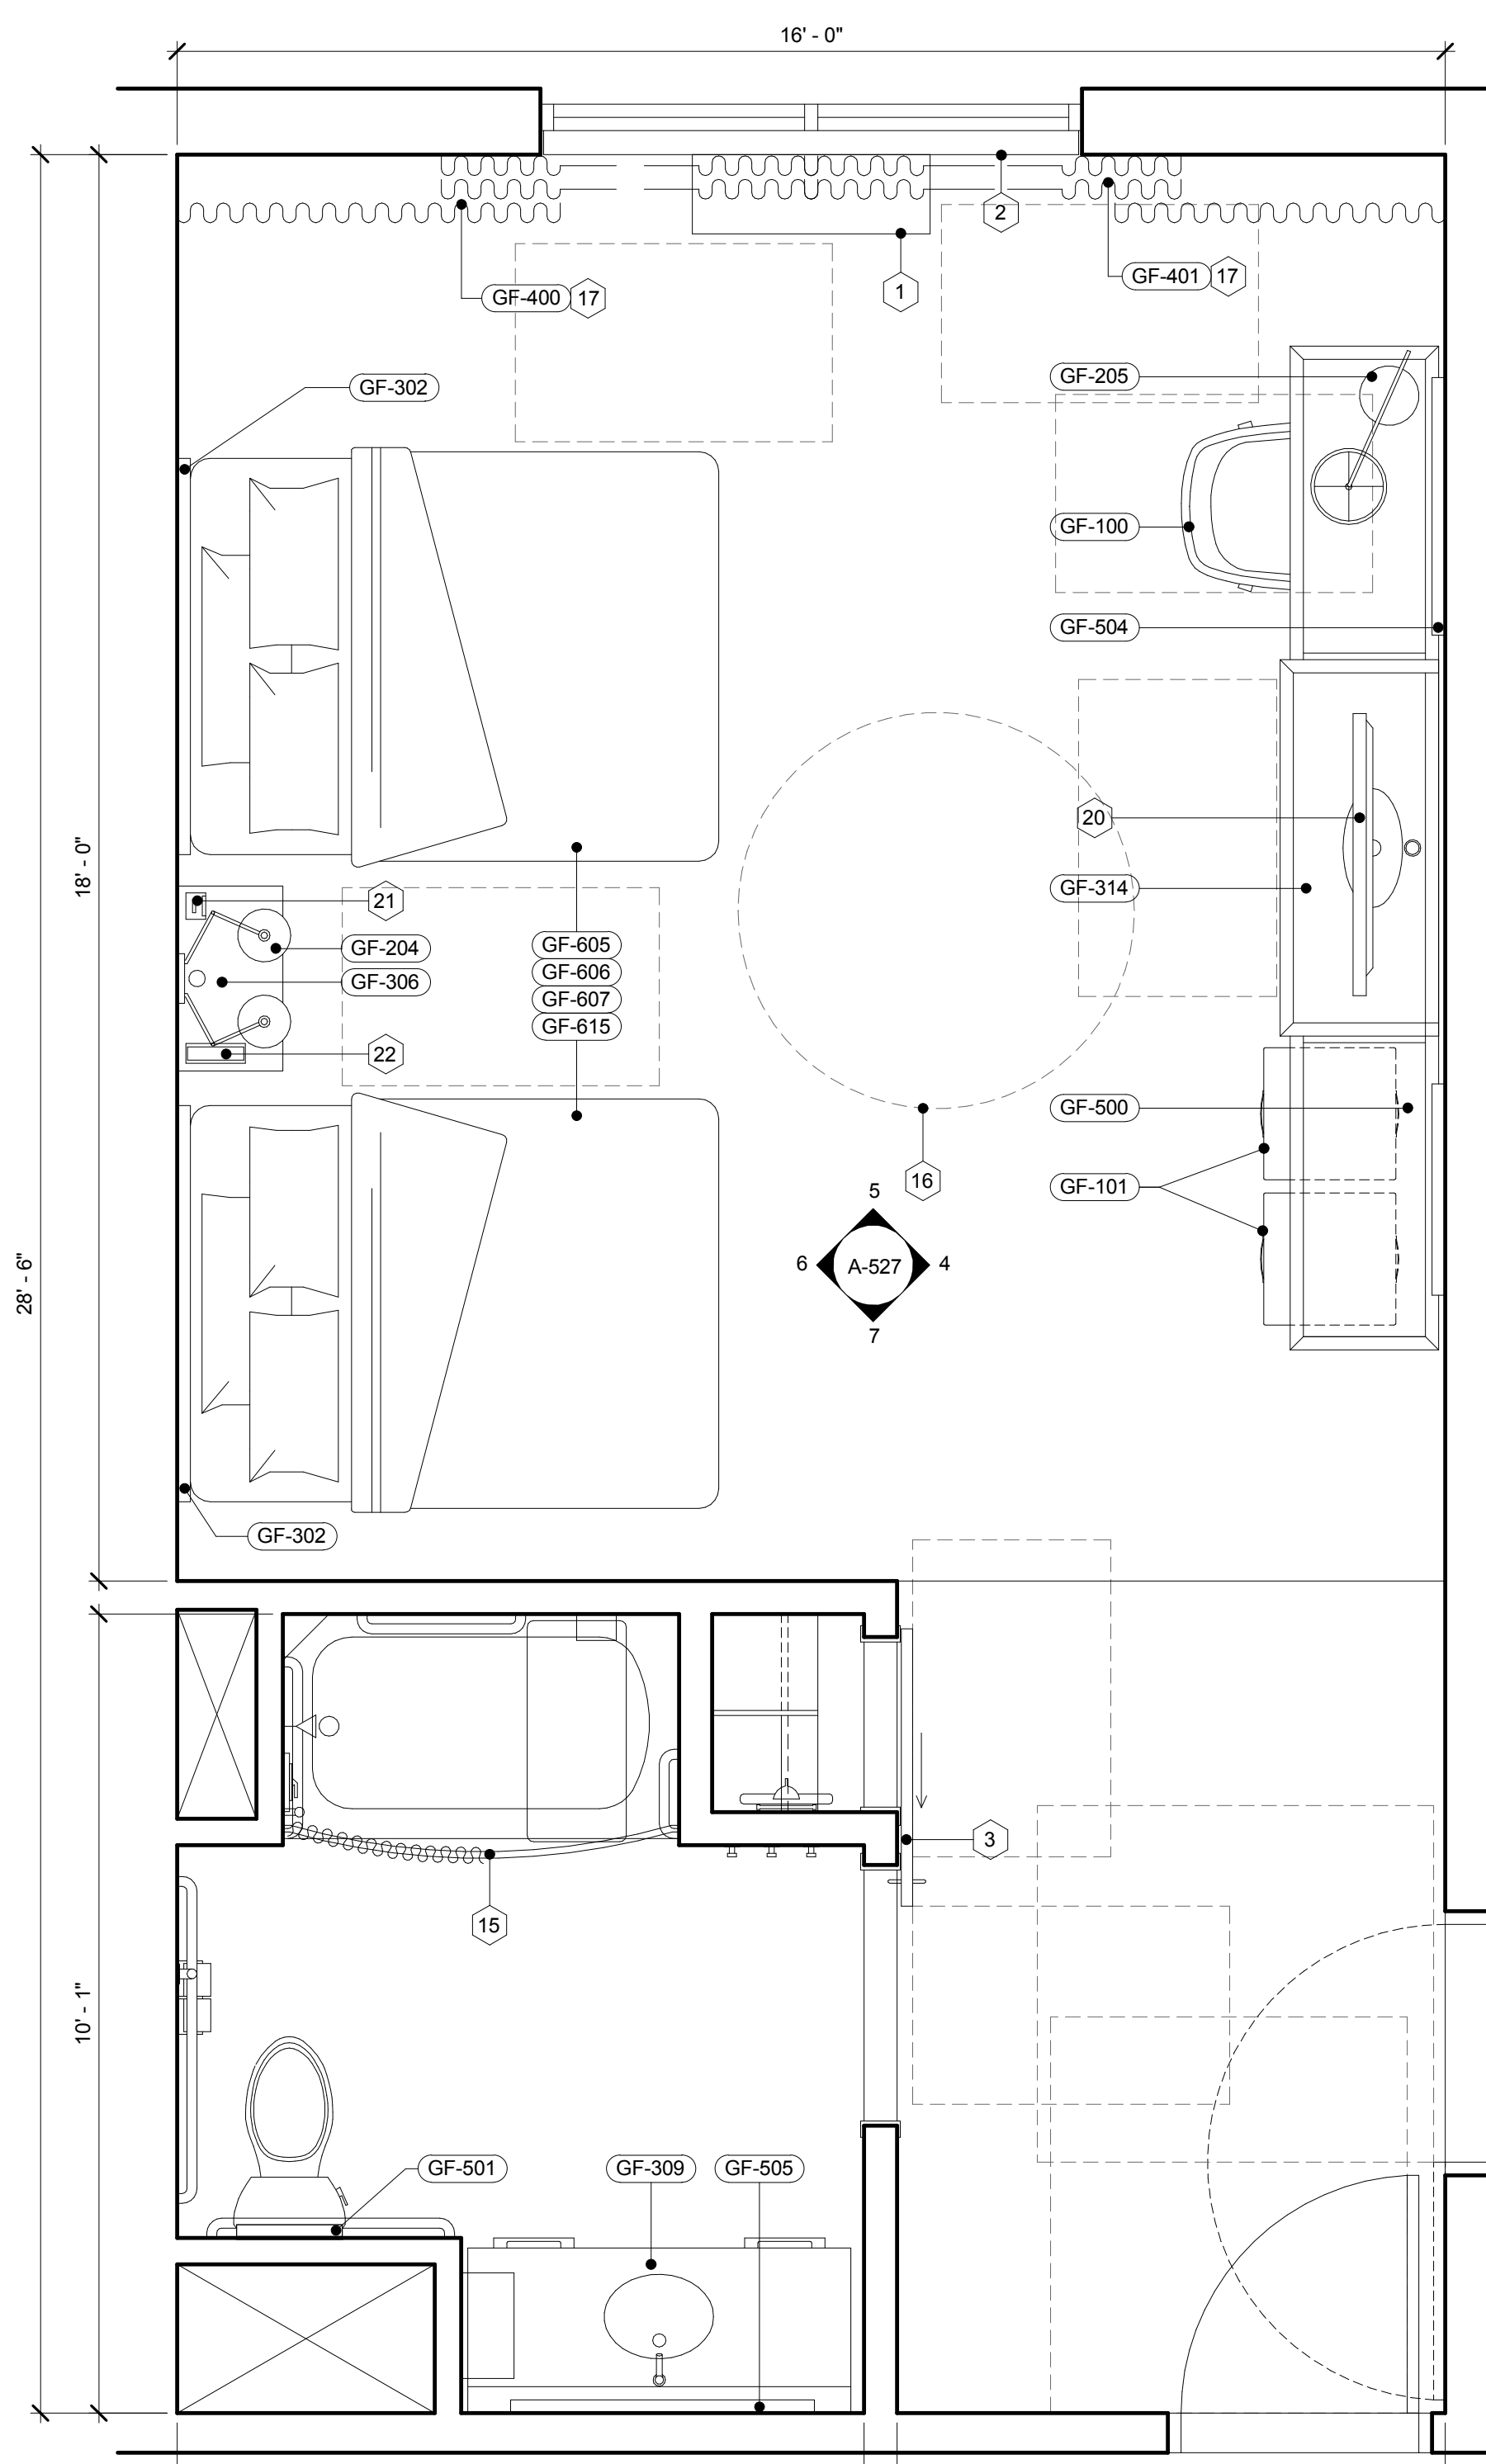 16' - 0"
2
GF-400 17
1
GF-401 17
GF-302
GF-205
GF-100
GF-504
18' - 0"
20
GF-314
21
GF-204
GF-306
GF-605
GF-606
GF-607
GF-615
22
GF-500
16
GF-101
5
6 A-527 4
7
28' - 6"
GF-302
3
15
10' - 1"
GF-501
GF-309
GF-505